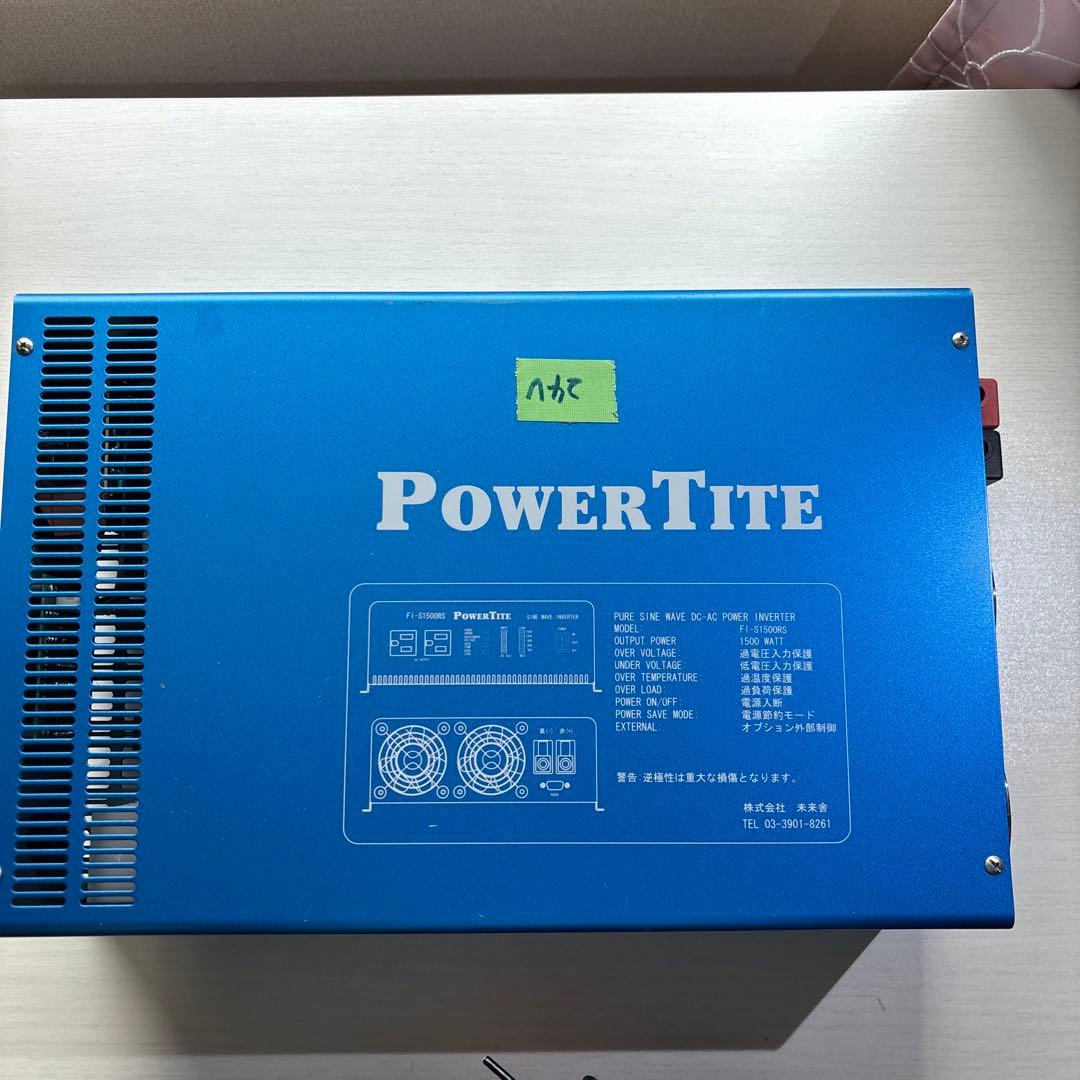 24V
POWERTITE
FI-S1500RS POWERTITE SINE WAVE INVERTER
AC OUTPUT
黒(-) 赤(+)
PURE SINE WAVE DC-AC POWER INVERTER
MODEL: FI-S1500RS
OUTPUT POWER: 1500 WATT
OVER VOLTAGE: 過電圧入力保護
UNDER VOLTAGE: 低電圧入力保護
OVER TEMPERATURE: 過温度保護
OVER LOAD: 過負荷保護
POWER ON/OFF: 電源入断
POWER SAVE MODE: 電源節約モード
EXTERNAL: オプション外部制御
警告:逆極性は重大な損傷となります。
株式会社 未来舎
TEL 03-3901-8261